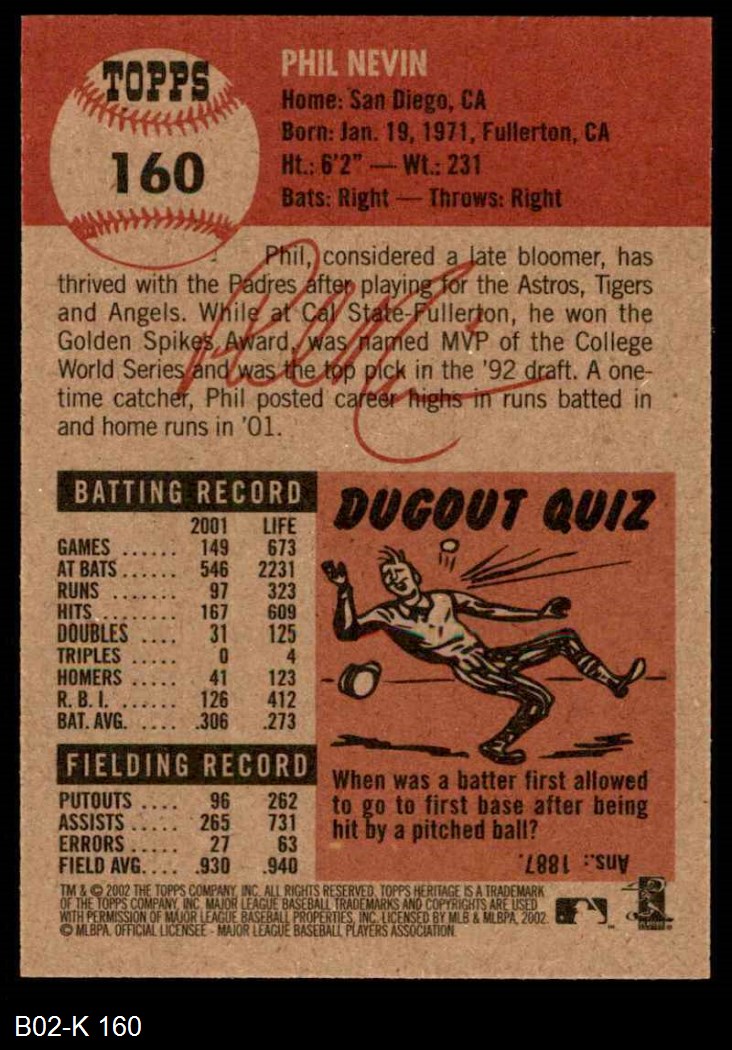 TOPPS
160
PHIL NEVIN
Home: San Diego, CA
Born: Jan. 19, 1971, Fullerton, CA
Ht.: 6'2" — Wt.: 231
Bats: Right — Throws: Right
Phil, considered a late bloomer, has
thrived with the Padres after playing for the Astros, Tigers
and Angels. While at Cal State-Fullerton, he won the
Golden Spikes Award, was named MVP of the College
World Series and was the top pick in the '92 draft. A one-
time catcher, Phil posted career highs in runs batted in
and home runs in '01.
BATTING RECORD
2001 LIFE
GAMES ...... 149 673
AT BATS...... 546 2231
RUNS ...... 97 323
HITS........ 167 609
DOUBLES .... 31 125
TRIPLES ..... 0 4
HOMERS ..... 41 123
R. B. I. ...... 126 412
BAT. AVG. .... .306 .273
FIELDING RECORD
PUTOUTS .... 96 262
ASSISTS..... 265 731
ERRORS ..... 27 63
FIELD AVG.... .930 .940
DUGOUT QUIZ
When was a batter first allowed
to go to first base after being
hit by a pitched ball?
Ans.: 1887.
TM & © 2002 THE TOPPS COMPANY, INC. ALL RIGHTS RESERVED. TOPPS HERITAGE IS A TRADEMARK
OF THE TOPPS COMPANY, INC. MAJOR LEAGUE BASEBALL TRADEMARKS AND COPYRIGHTS ARE USED
WITH PERMISSION OF MAJOR LEAGUE BASEBALL PROPERTIES, INC. LICENSED BY MLB & MLBPA, 2002
© MLBPA. OFFICIAL LICENSEE - MAJOR LEAGUE BASEBALL PLAYERS ASSOCIATION.
B02-K 160